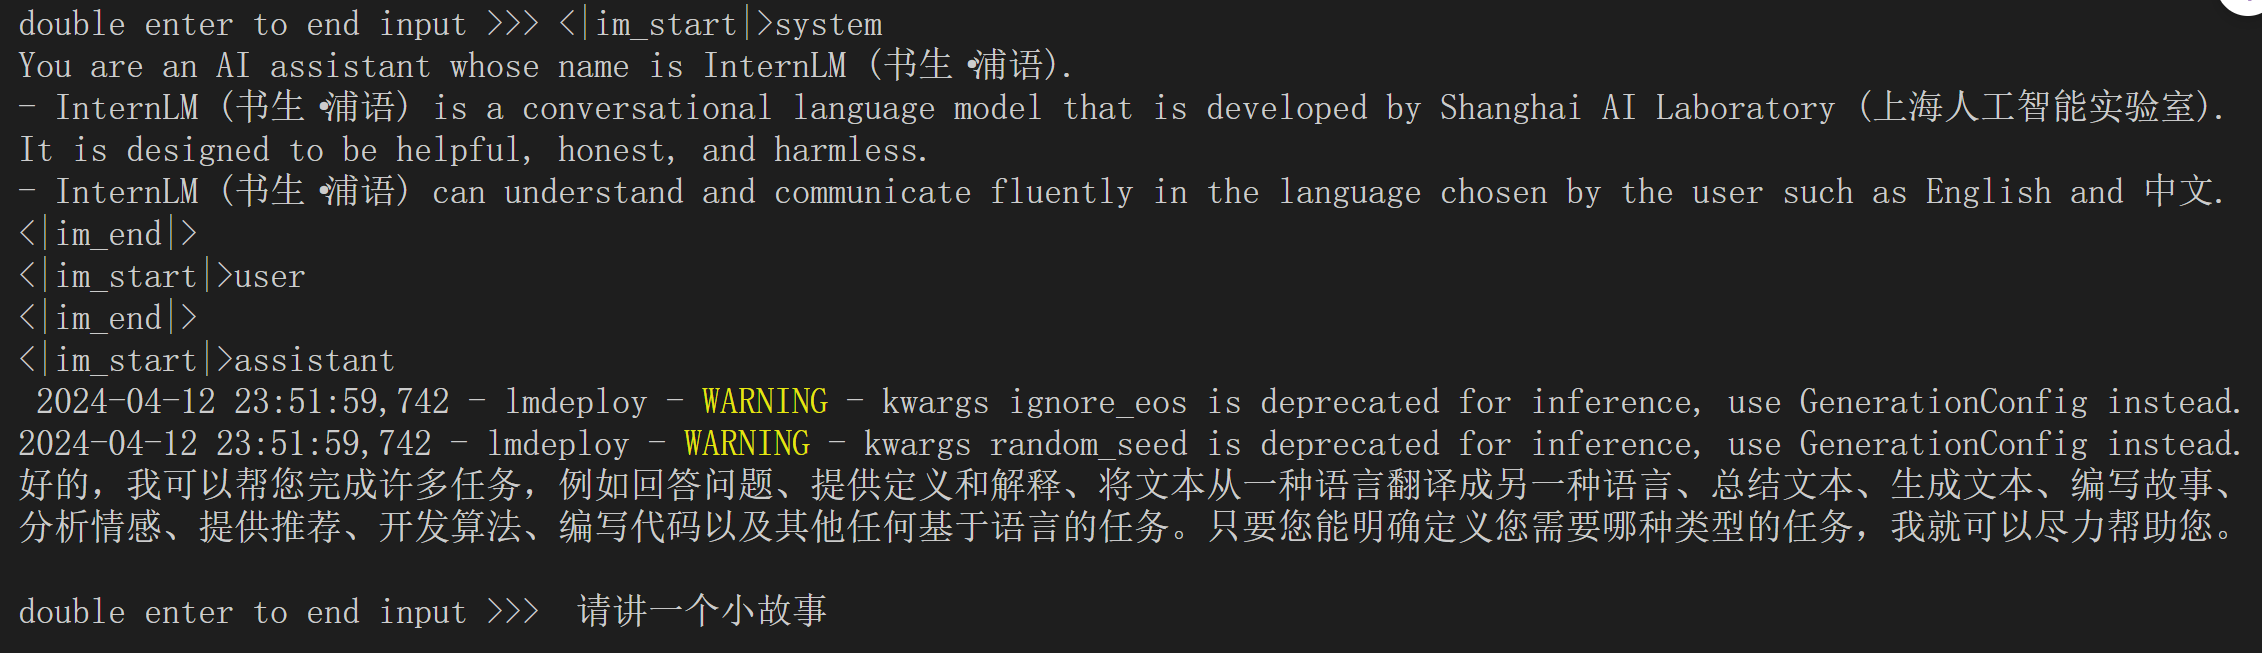 double enter to end input >>> <|im_start|>system
You are an AI assistant whose name is InternLM (书生·浦语).
- InternLM (书生·浦语) is a conversational language model that is developed by Shanghai AI Laboratory (上海人工智能实验室).
It is designed to be helpful, honest, and harmless.
- InternLM (书生·浦语) can understand and communicate fluently in the language chosen by the user such as English and 中文.
<|im_end|>
<|im_start|>user
<|im_end|>
<|im_start|>assistant
2024-04-12 23:51:59,742 - lmdeploy - WARNING - kwargs ignore_eos is deprecated for inference, use GenerationConfig instead.
2024-04-12 23:51:59,742 - lmdeploy - WARNING - kwargs random_seed is deprecated for inference, use GenerationConfig instead.
好的，我可以帮您完成许多任务，例如回答问题、提供定义和解释、将文本从一种语言翻译成另一种语言、总结文本、生成文本、编写故事、
分析情感、提供推荐、开发算法、编写代码以及其他任何基于语言的任务。只要您能明确定义您需要哪种类型的任务，我就可以尽力帮助您。
double enter to end input >>> 请讲一个小故事